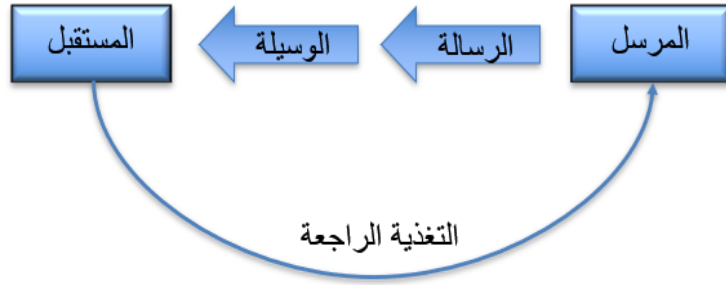 المرسل
الرسالة
الوسيلة
المستقبل
التغذية الراجعة